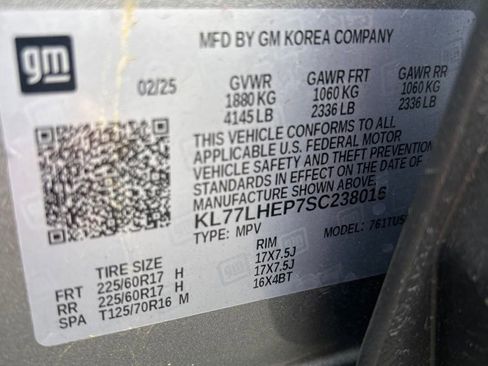 gm
MFD BY GM KOREA COMPANY
02/25 GVWR GAWR FRT GAWR RR
1880 KG 1060 KG 1060 KG
4145 LB 2336 LB 2336 LB
THIS VEHICLE CONFORMS TO ALL
APPLICABLE U.S. FEDERAL MOTOR
VEHICLE SAFETY AND THEFT PREVENTION
STANDARDS IN EFFECT ON THE DATE OF
MANUFACTURE SHOWN ABOVE.
KL77LHEP7SC238016
TYPE: MPV MODEL:
TIRE SIZE RIM
FRT 225/60R17 H 17X7.5J
RR 225/60R17 H 17X7.5J
SPA T125/70R16 M 16X4BT